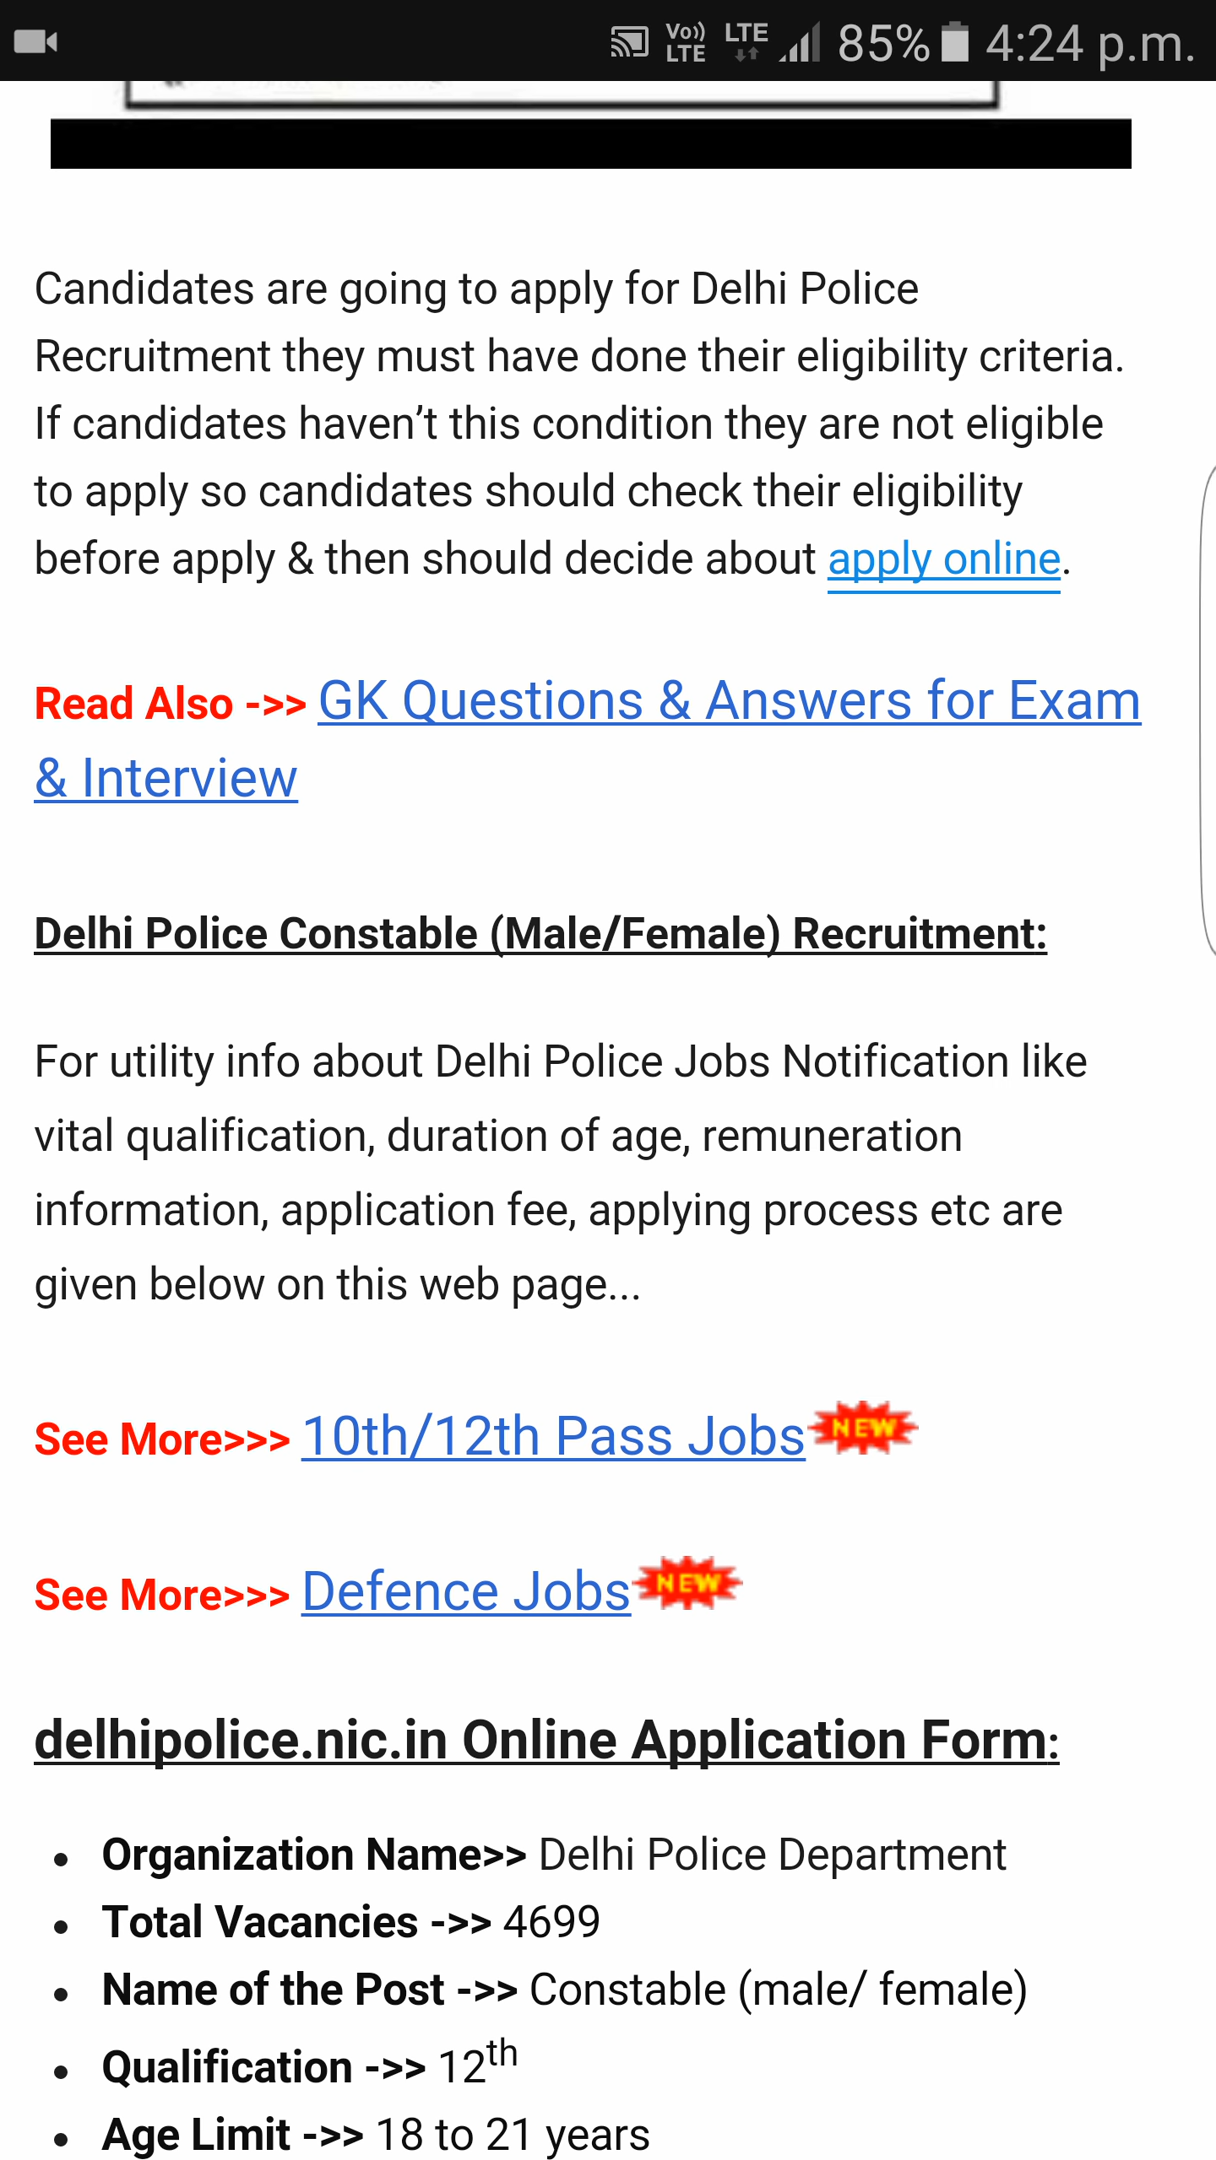 Vo)) LTE LTE 85% 4:24 p.m.
Candidates are going to apply for Delhi Police
Recruitment they must have done their eligibility criteria.
If candidates haven’t this condition they are not eligible
to apply so candidates should check their eligibility
before apply & then should decide about apply online.
Read Also ->> GK Questions & Answers for Exam
& Interview
Delhi Police Constable (Male/Female) Recruitment:
For utility info about Delhi Police Jobs Notification like
vital qualification, duration of age, remuneration
information, application fee, applying process etc are
given below on this web page...
See More>>> 10th/12th Pass Jobs NEW
See More>>> Defence Jobs NEW
delhipolice.nic.in Online Application Form:
• Organization Name>> Delhi Police Department
• Total Vacancies ->> 4699
• Name of the Post ->> Constable (male/ female)
• Qualification ->> 12th
• Age Limit ->> 18 to 21 years